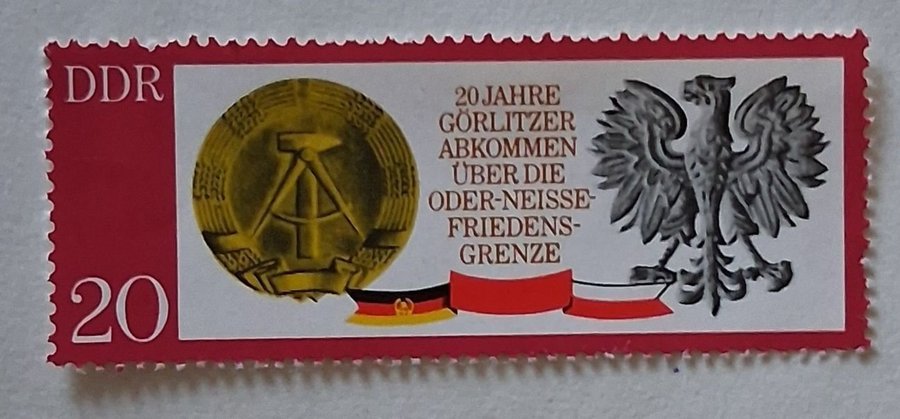 DDR
20 JAHRE
GÖRLITZER
ABKOMMEN
ÜBER DIE
ODER-NEISSE-
FRIEDENS-
GRENZE
20